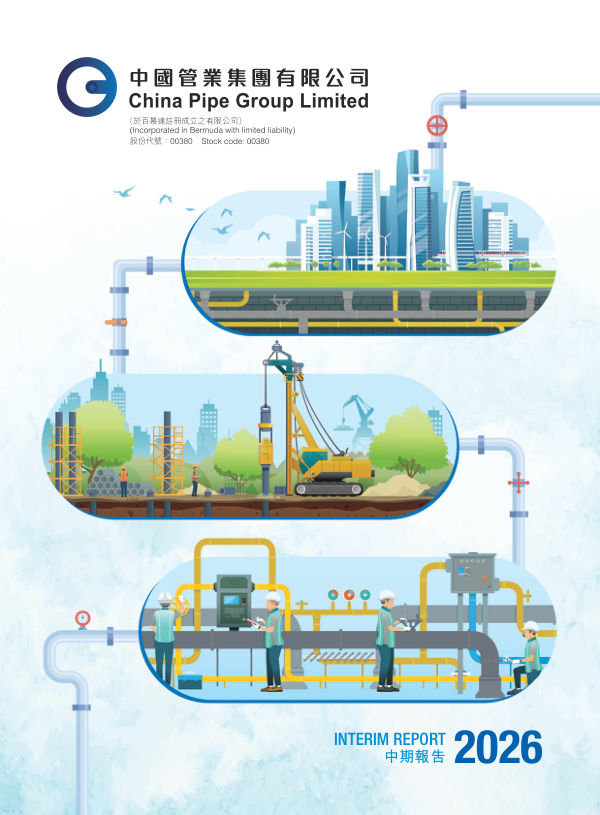 中國管業集團有限公司
China Pipe Group Limited
(於百慕達註冊成立之有限公司)
(Incorporated in Bermuda with limited liability)
股份代號：00380 Stock code: 00380
INTERIM REPORT
中期報告
2026